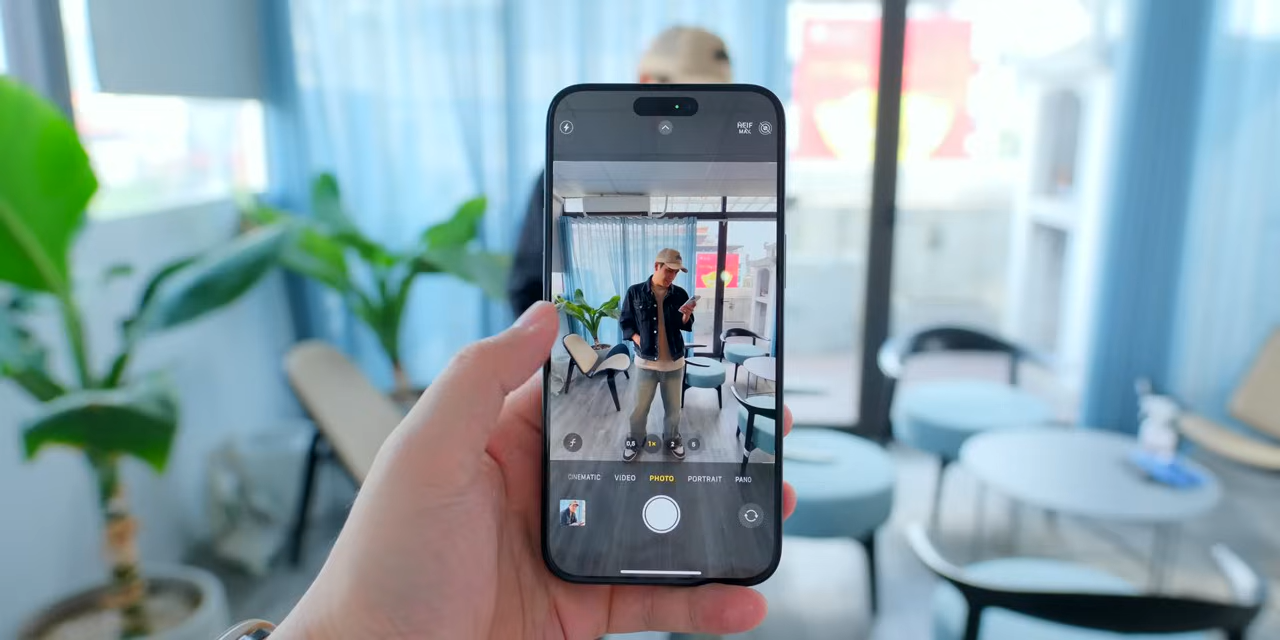 HEIF
MAX
0,5
1×
2
5
CINEMATIC
VIDEO
PHOTO
PORTRAIT
PANO